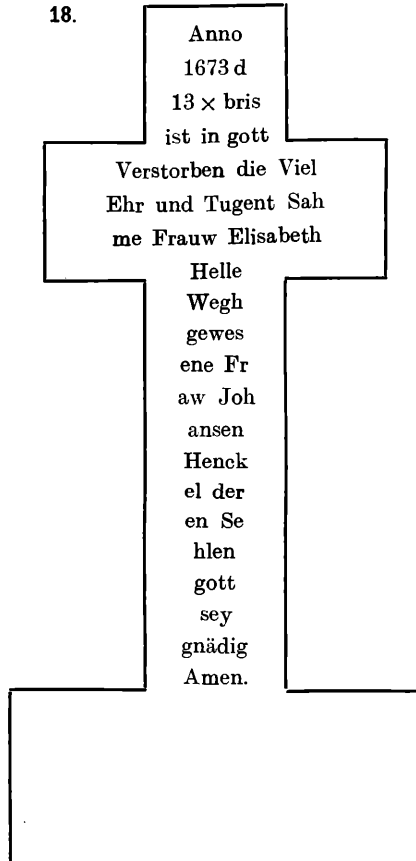 18.
Anno
1673 d
13 × bris
ist in gott
Verstorben die Viel
Ehr und Tugent Sah
me Frauw Elisabeth
Helle
Wegh
gewes
ene Fr
aw Joh
ansen
Henck
el der
en Se
hlen
gott
sey
gnädig
Amen.